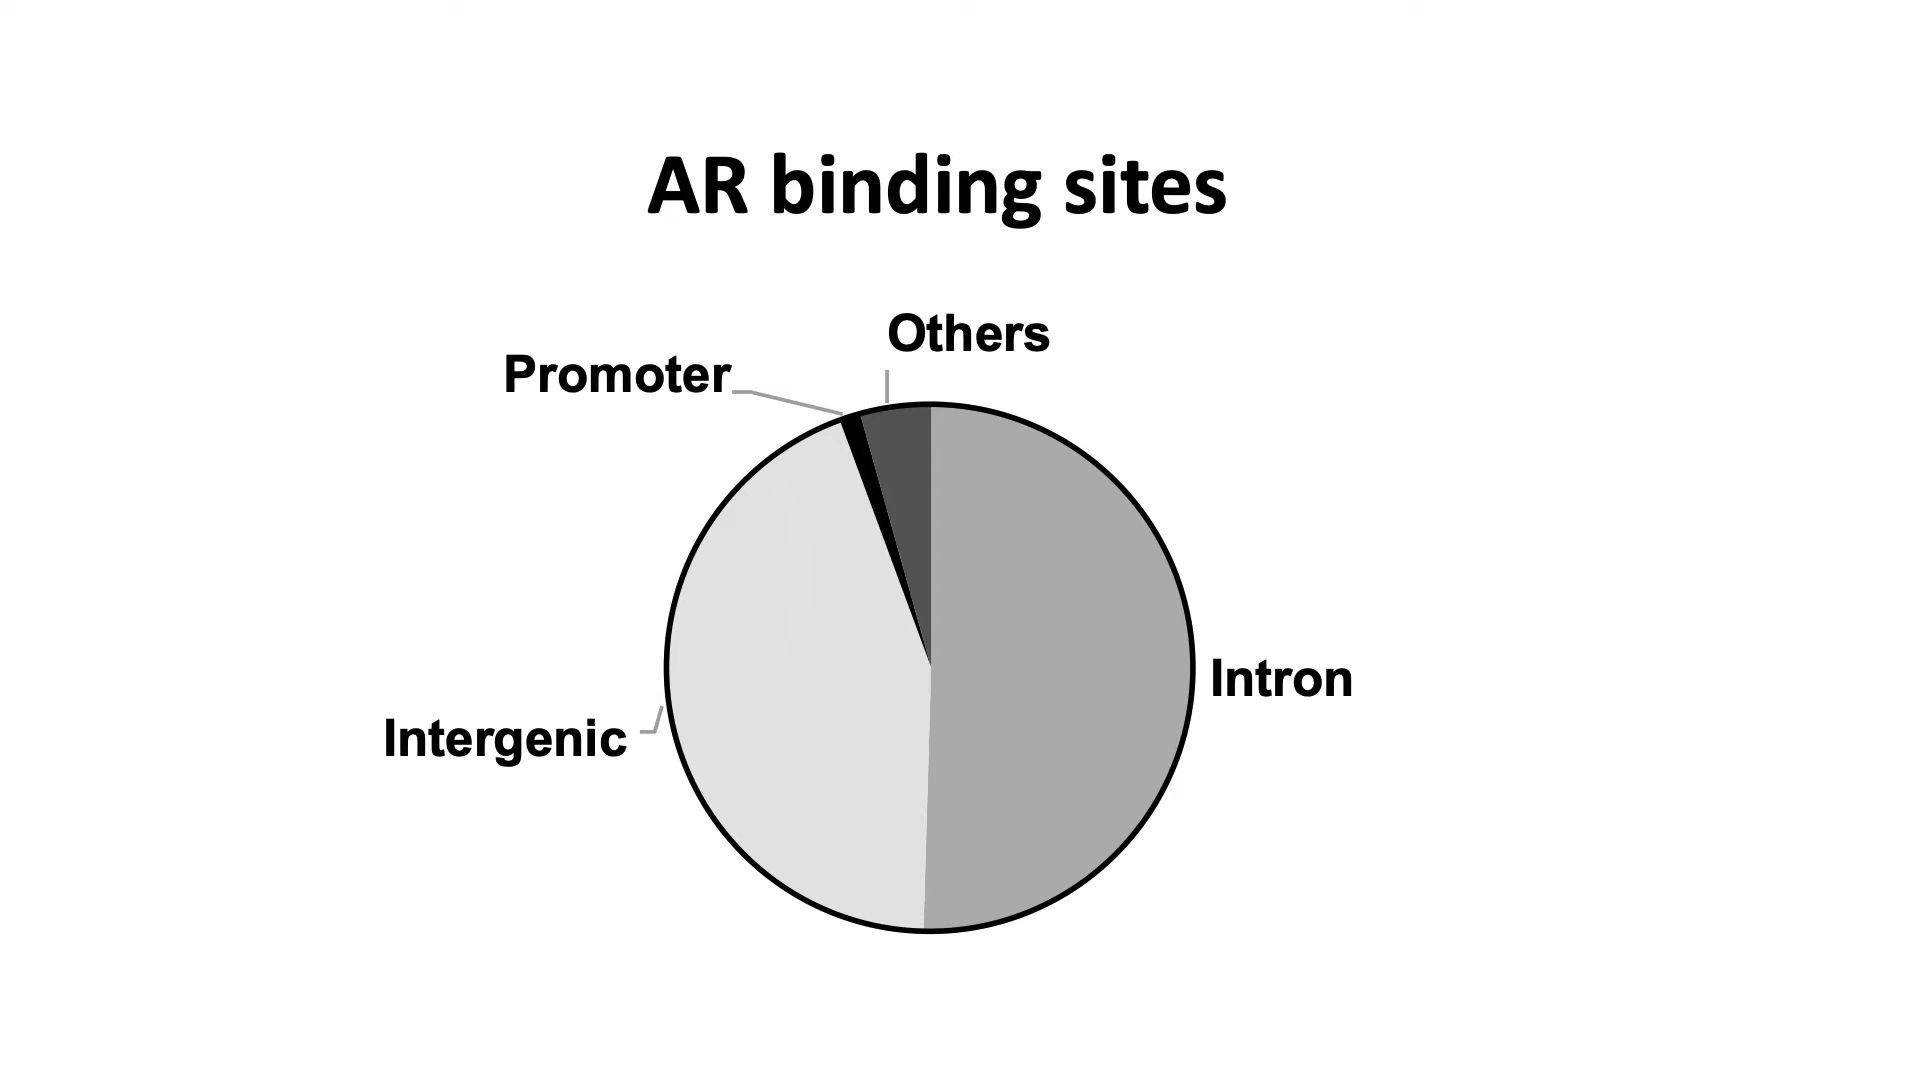 AR binding sites
Others
Promoter
Intron
Intergenic